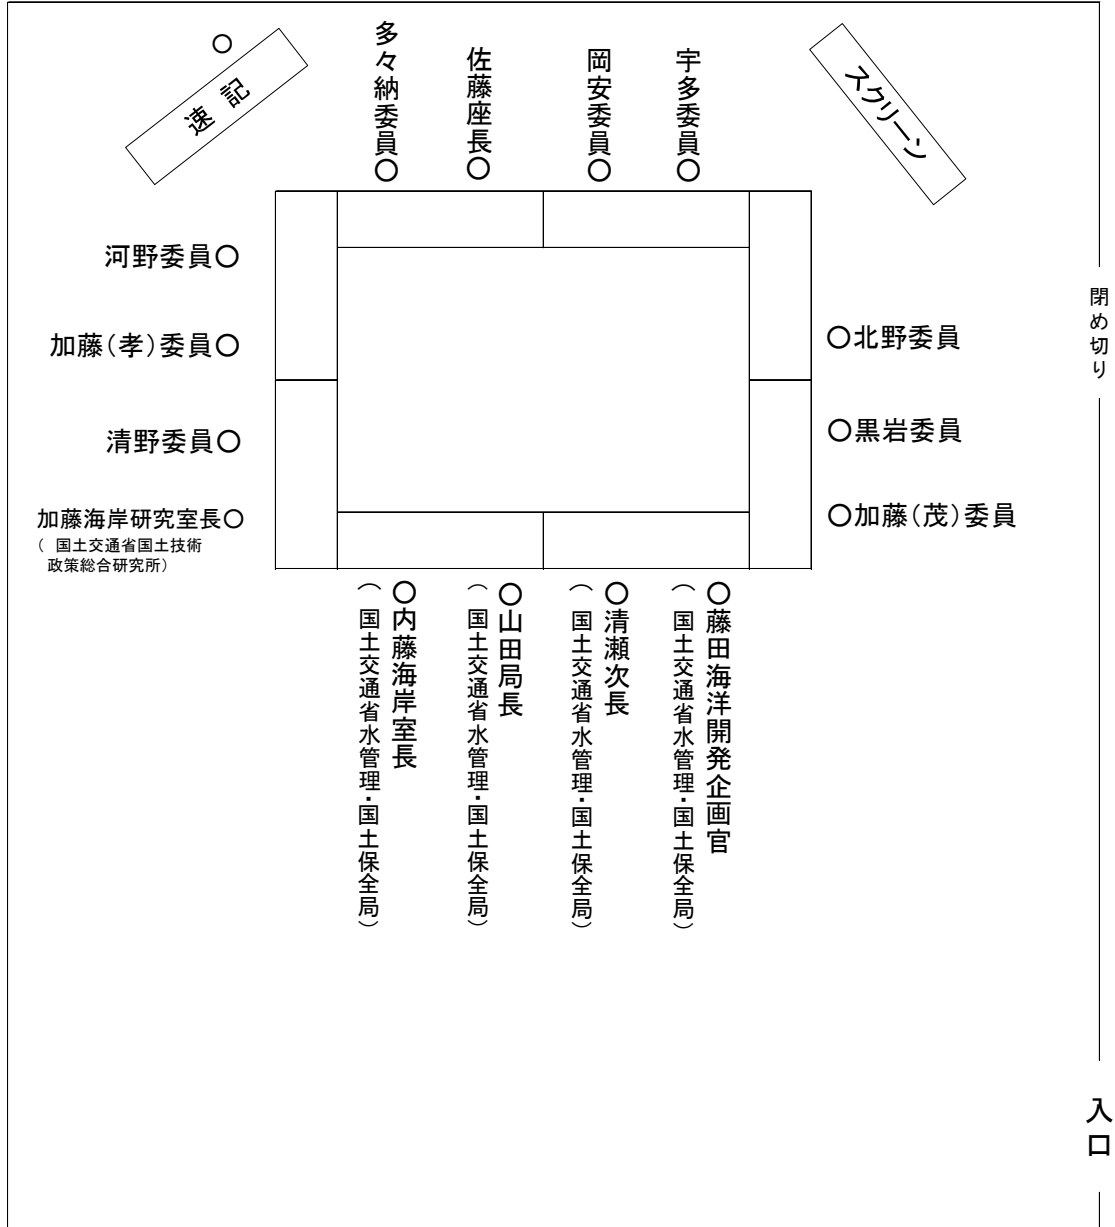 ○
速記
多々納委員○
佐藤座長○
岡安委員○
宇多委員○
スクリーン
河野委員○
加藤（孝）委員○
清野委員○
加藤海岸研究室長○
（ 国土交通省国土技術
政策総合研究所）
○北野委員
○黒岩委員
○加藤（茂）委員
閉め切り
○内藤海岸室長
（ 国土交通省水管理・国土保全局）
○山田局長
（ 国土交通省水管理・国土保全局）
○清瀬次長
（ 国土交通省水管理・国土保全局）
○藤田海洋開発企画官
（ 国土交通省水管理・国土保全局）
入口